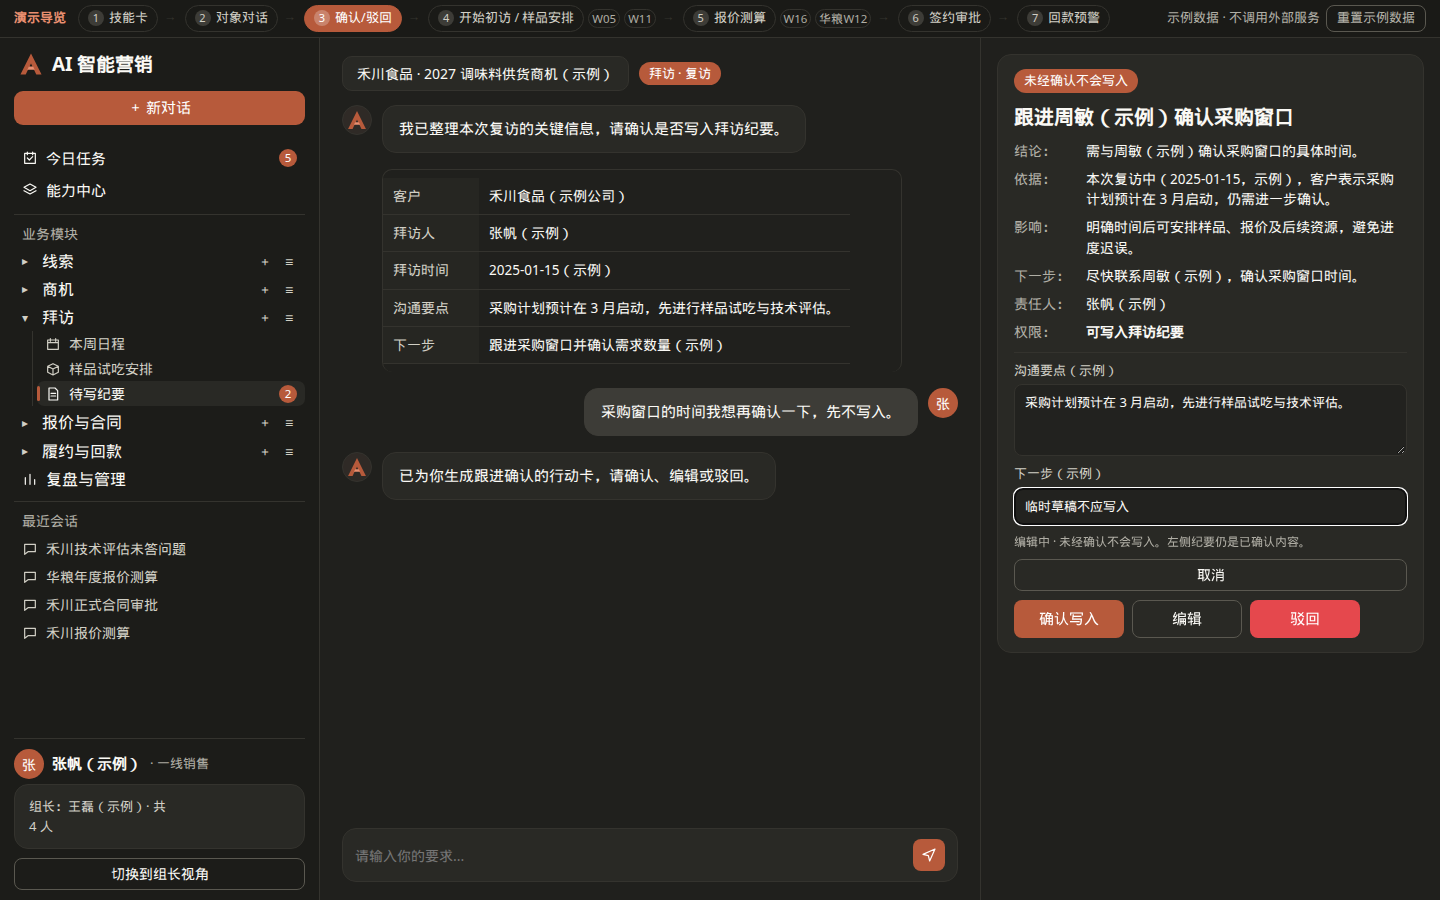 演示导览
1 技能卡
2 对象对话
3 确认/驳回
4 开始初访 / 样品安排
W05
W11
5 报价测算
W16
华粮W12
6 签约审批
7 回款预警
示例数据 · 不调用外部服务
重置示例数据
AI 智能营销
+ 新对话
今日任务 5
能力中心
业务模块
线索
商机
拜访
本周日程
样品试吃安排
待写纪要 2
报价与合同
履约与回款
复盘与管理
最近会话
禾川技术评估未答问题
华粮年度报价测算
禾川正式合同审批
禾川报价测算
张 张帆（示例） · 一线销售
组长：王磊（示例）· 共
4 人
切换到组长视角
禾川食品 · 2027 调味料供货商机（示例）
拜访 · 复访
我已整理本次复访的关键信息，请确认是否写入拜访纪要。
客户 禾川食品（示例公司）
拜访人 张帆（示例）
拜访时间 2025-01-15（示例）
沟通要点 采购计划预计在 3 月启动，先进行样品试吃与技术评估。
下一步 跟进采购窗口并确认需求数量（示例）
采购窗口的时间我想再确认一下，先不写入。 张
已为你生成跟进确认的行动卡，请确认、编辑或驳回。
请输入你的要求...
未经确认不会写入
跟进周敏（示例）确认采购窗口
结论： 需与周敏（示例）确认采购窗口的具体时间。
依据： 本次复访中（2025-01-15，示例），客户表示采购
计划预计在 3 月启动，仍需进一步确认。
影响： 明确时间后可安排样品、报价及后续资源，避免进
度迟误。
下一步： 尽快联系周敏（示例），确认采购窗口时间。
责任人： 张帆（示例）
权限： 可写入拜访纪要
沟通要点（示例）
采购计划预计在 3 月启动，先进行样品试吃与技术评估。
下一步（示例）
临时草稿不应写入
编辑中 · 未经确认不会写入。左侧纪要仍是已确认内容。
取消
确认写入
编辑
驳回